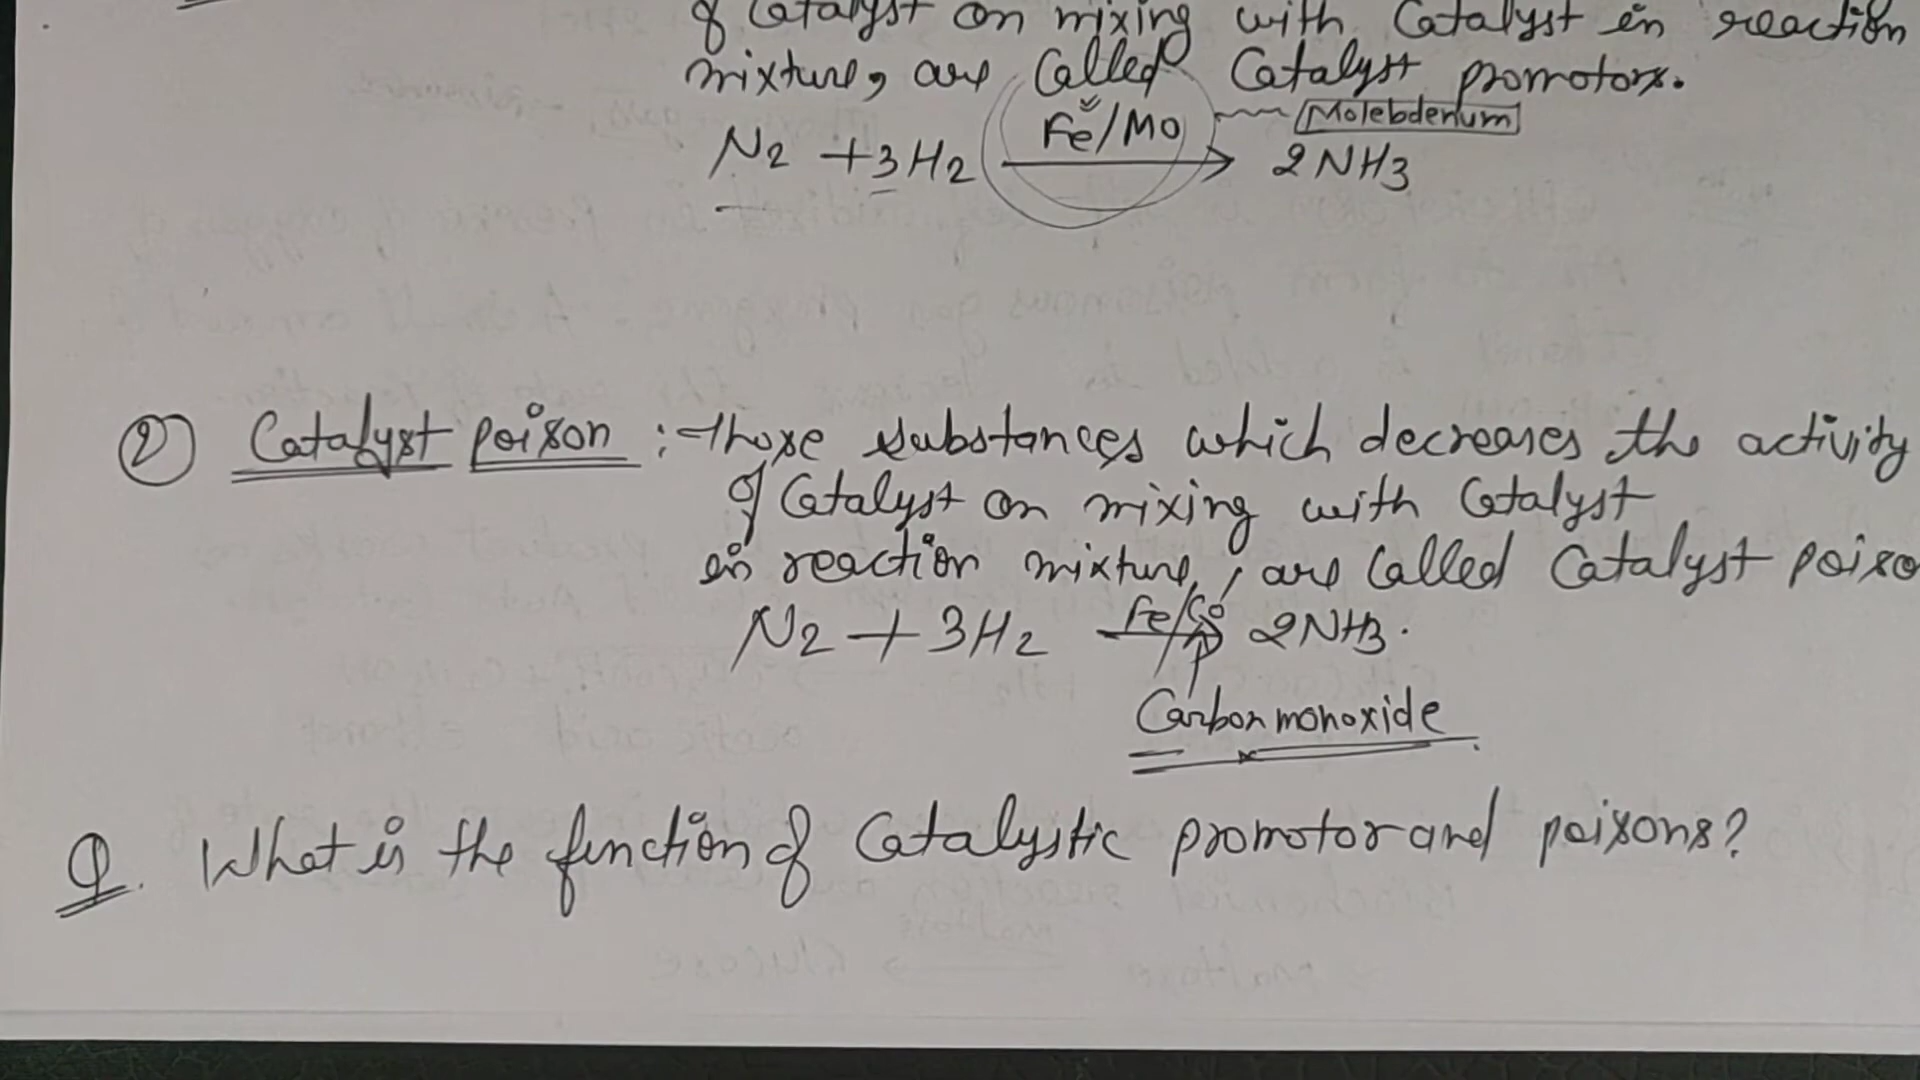 of Catalyst on mixing with Catalyst in reaction
mixture, are Called Catalyst promotors.
N2 + 3H2 Fe/Mo → 2NH3 Molebdenum
② Catalyst poison : Those substances which decreases the activity
of Catalyst on mixing with Catalyst
in reaction mixture, are Called Catalyst poiso
N2 + 3H2 Fe/Co → 2NH3.
Carbon monoxide
Q. What is the function of Catalystic promotor and poisons?